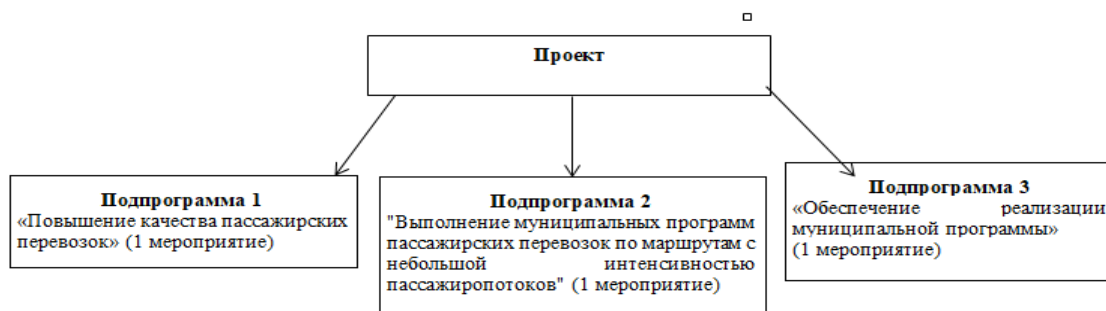 Проект
Подпрограмма 1
«Повышение качества пассажирских
перевозок» (1 мероприятие)
Подпрограмма 2
"Выполнение муниципальных программ
пассажирских перевозок по маршрутам с
небольшой интенсивностью
пассажиропотоков" (1 мероприятие)
Подпрограмма 3
«Обеспечение реализации
муниципальной программы»
(1 мероприятие)